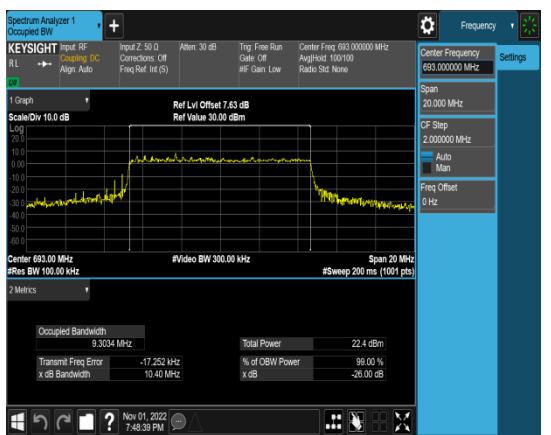 Spectrum Analyzer 1
Occupied BW
+
Frequency
KEYSIGHT
Input: RF
Input Z: 50 Ω
Atten: 30 dB
Trig: Free Run
Center Freq: 693.000000 MHz
R L
Coupling: DC
Corrections: Off
Gate: Off
Avg|Hold: 100/100
Align: Auto
Freq Ref: Int (S)
#IF Gain: Low
Radio Std: None
Center Frequency
693.000000 MHz
Settings
Span
20.000 MHz
CF Step
2.000000 MHz
Auto
Man
Freq Offset
0 Hz
1 Graph
Ref Lvl Offset 7.63 dB
Scale/Div 10.0 dB
Ref Value 30.00 dBm
Log
20.0
10.0
0.00
-10.0
-20.0
-30.0
-40.0
-50.0
-60.0
Center 693.00 MHz
#Video BW 300.00 kHz
Span 20 MHz
#Res BW 100.00 kHz
#Sweep 200 ms (1001 pts)
2 Metrics
Occupied Bandwidth
9.3034 MHz
Total Power
22.4 dBm
Transmit Freq Error
-17.252 kHz
% of OBW Power
99.00 %
x dB Bandwidth
10.40 MHz
x dB
-26.00 dB
?
Nov 01, 2022
7:48:39 PM